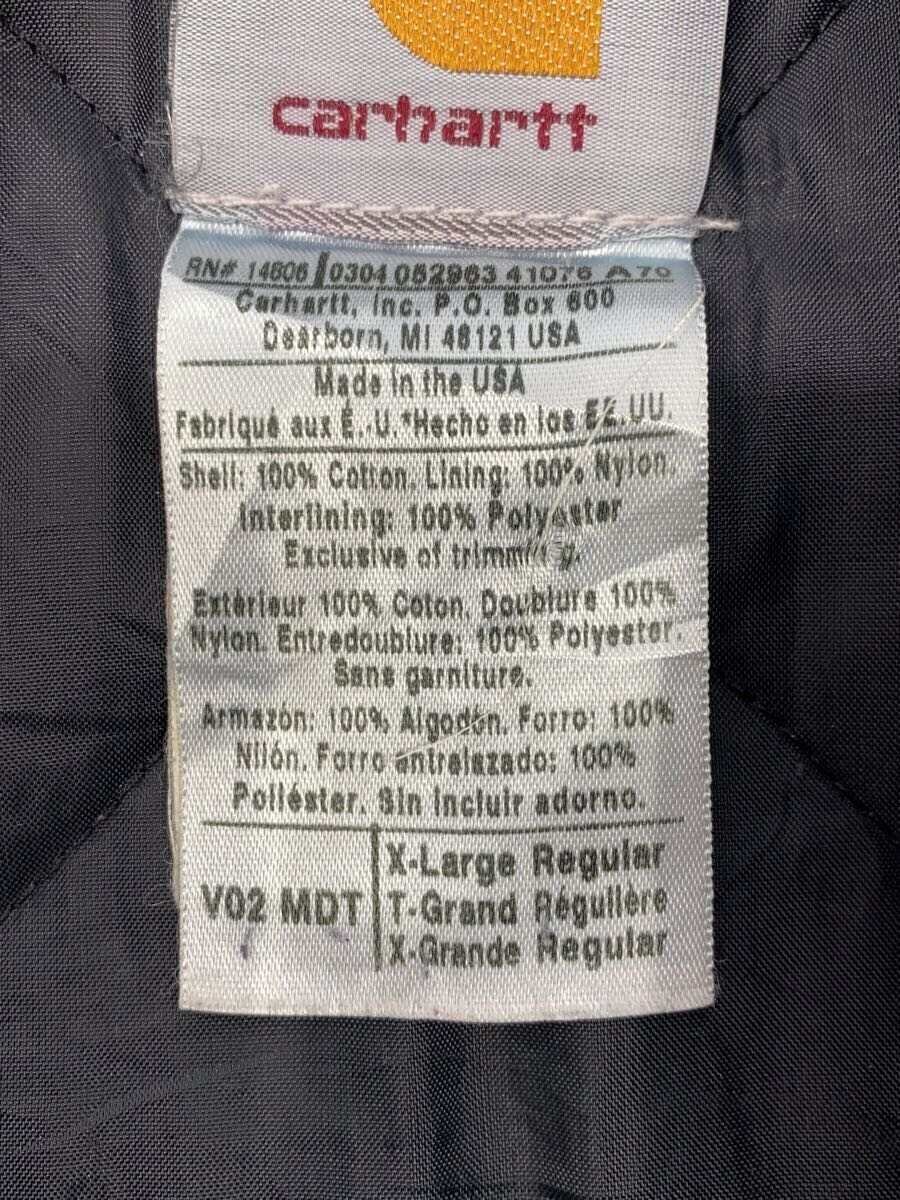 carhartt
RN# 14806 0304 052963 41076 A70
Carhartt, Inc. P.O. Box 600
Dearborn, MI 48121 USA
Made in the USA
Fabriqué aux É.-U.*Hecho en los EE.UU.
Shell: 100% Cotton. Lining: 100% Nylon.
Interlining: 100% Polyester
Exclusive of trimming.
Extérieur 100% Coton. Doublure 100%
Nylon. Entredoublure: 100% Polyester.
Sans garniture.
Armazón: 100% Algodón. Forro: 100%
Nilón. Forro entrelazado: 100%
Poliéster. Sin incluir adorno.
V02 MDT
X-Large Regular
T-Grand Régulière
X-Grande Regular